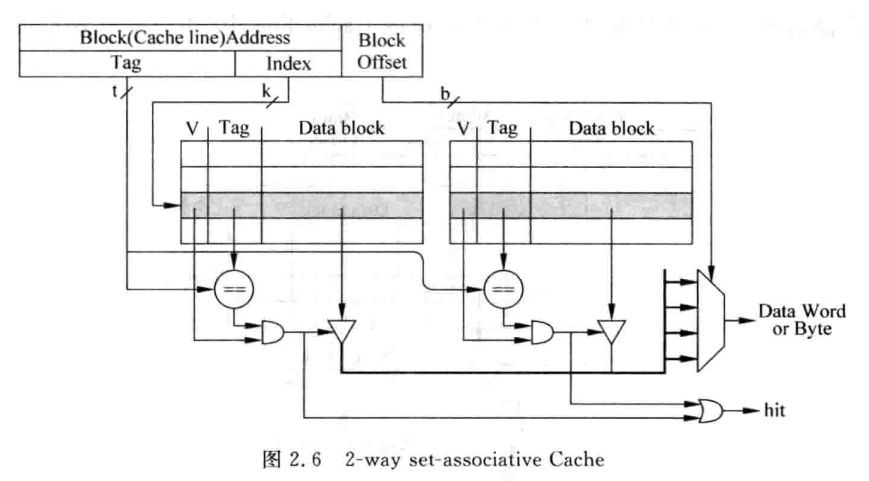 Block(Cache line)Address
Block
Offset
Tag
Index
t
k
b
V
Tag
Data block
V
Tag
Data block
==
==
Data Word
or Byte
hit
图 2.6 2-way set-associative Cache